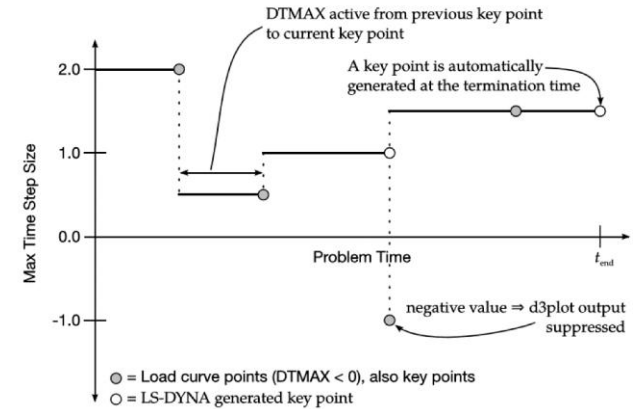 DTMAX active from previous key point
to current key point
A key point is automatically
generated at the termination time
2.0
1.0
0.0
-1.0
Max Time Step Size
Problem Time
tend
negative value ⇒ d3plot output
suppressed
= Load curve points (DTMAX < 0), also key points
= LS-DYNA generated key point